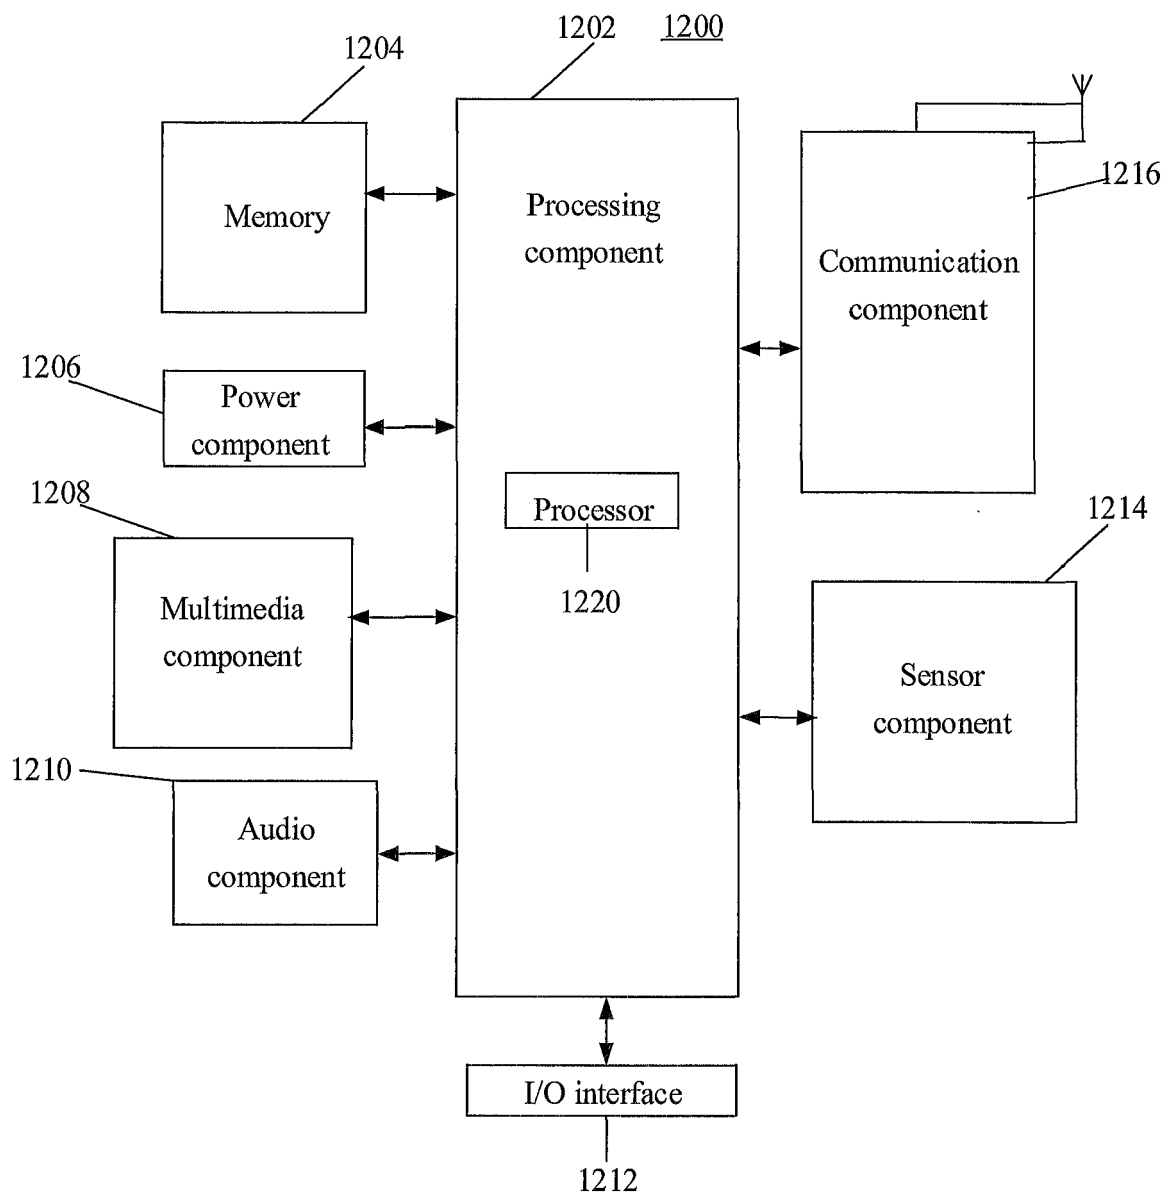 1202
1200
1204
1216
Memory
Processing
component
Communication
component
1206
Power
component
1208
Processor
1214
1220
Multimedia
component
Sensor
component
1210
Audio
component
I/O interface
1212